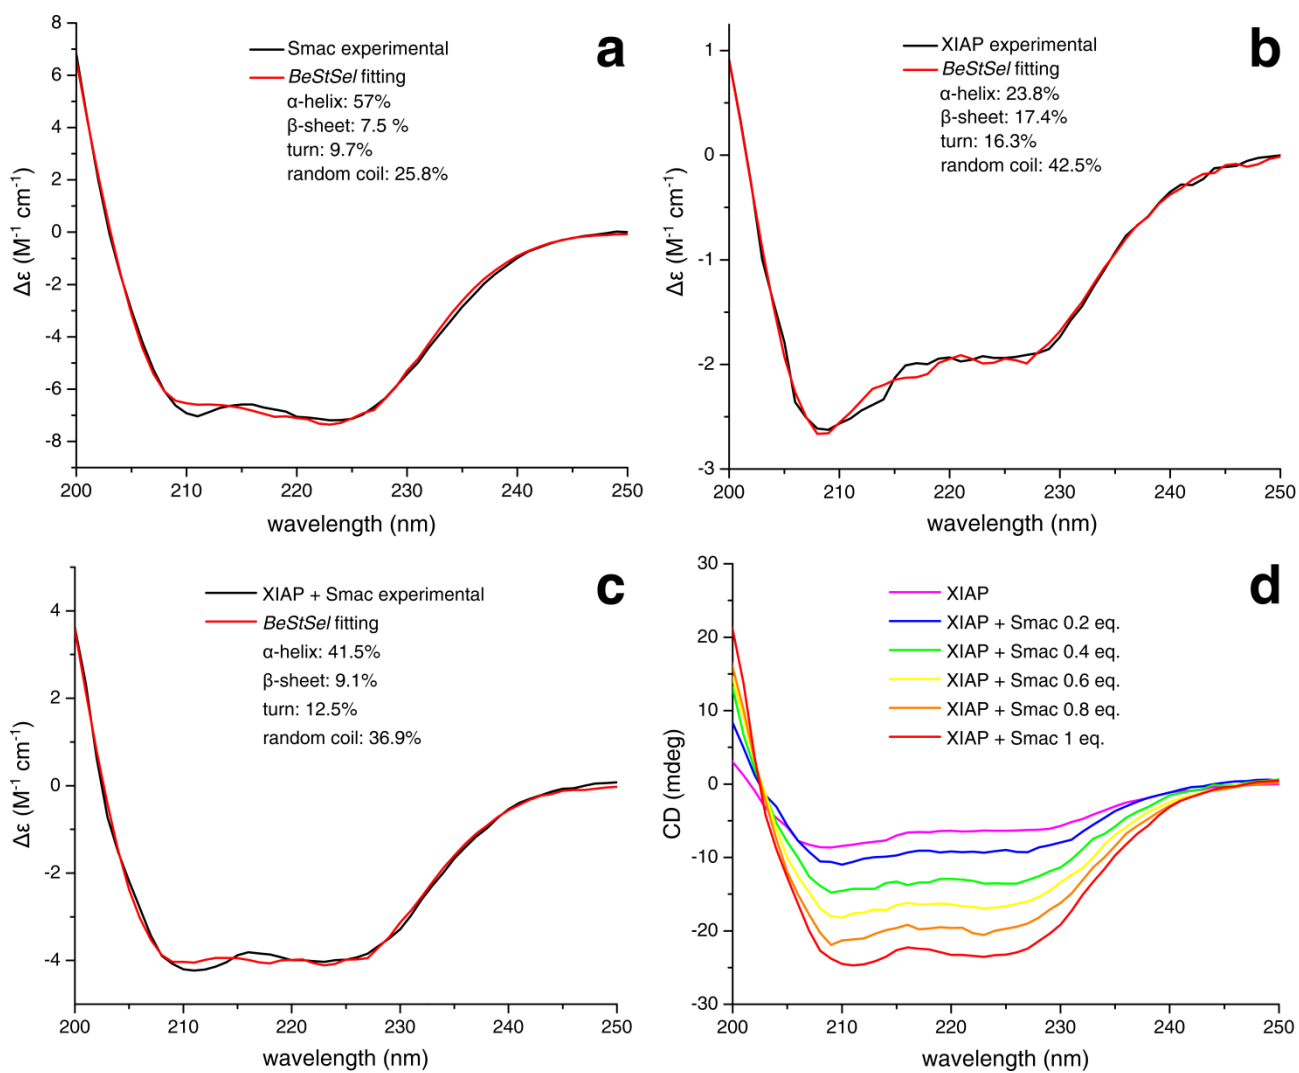 a
Smac experimental
BeStSel fitting
α-helix: 57%
β-sheet: 7.5 %
turn: 9.7%
random coil: 25.8%
8
6
4
2
0
-2
-4
-6
-8
Δε (M⁻¹ cm⁻¹)
200
210
220
230
240
250
wavelength (nm)
b
XIAP experimental
BeStSel fitting
α-helix: 23.8%
β-sheet: 17.4%
turn: 16.3%
random coil: 42.5%
1
0
-1
-2
-3
Δε (M⁻¹ cm⁻¹)
200
210
220
230
240
250
wavelength (nm)
c
XIAP + Smac experimental
BeStSel fitting
α-helix: 41.5%
β-sheet: 9.1%
turn: 12.5%
random coil: 36.9%
4
2
0
-2
-4
Δε (M⁻¹ cm⁻¹)
200
210
220
230
240
250
wavelength (nm)
d
XIAP
XIAP + Smac 0.2 eq.
XIAP + Smac 0.4 eq.
XIAP + Smac 0.6 eq.
XIAP + Smac 0.8 eq.
XIAP + Smac 1 eq.
30
20
10
0
-10
-20
-30
CD (mdeg)
200
210
220
230
240
250
wavelength (nm)